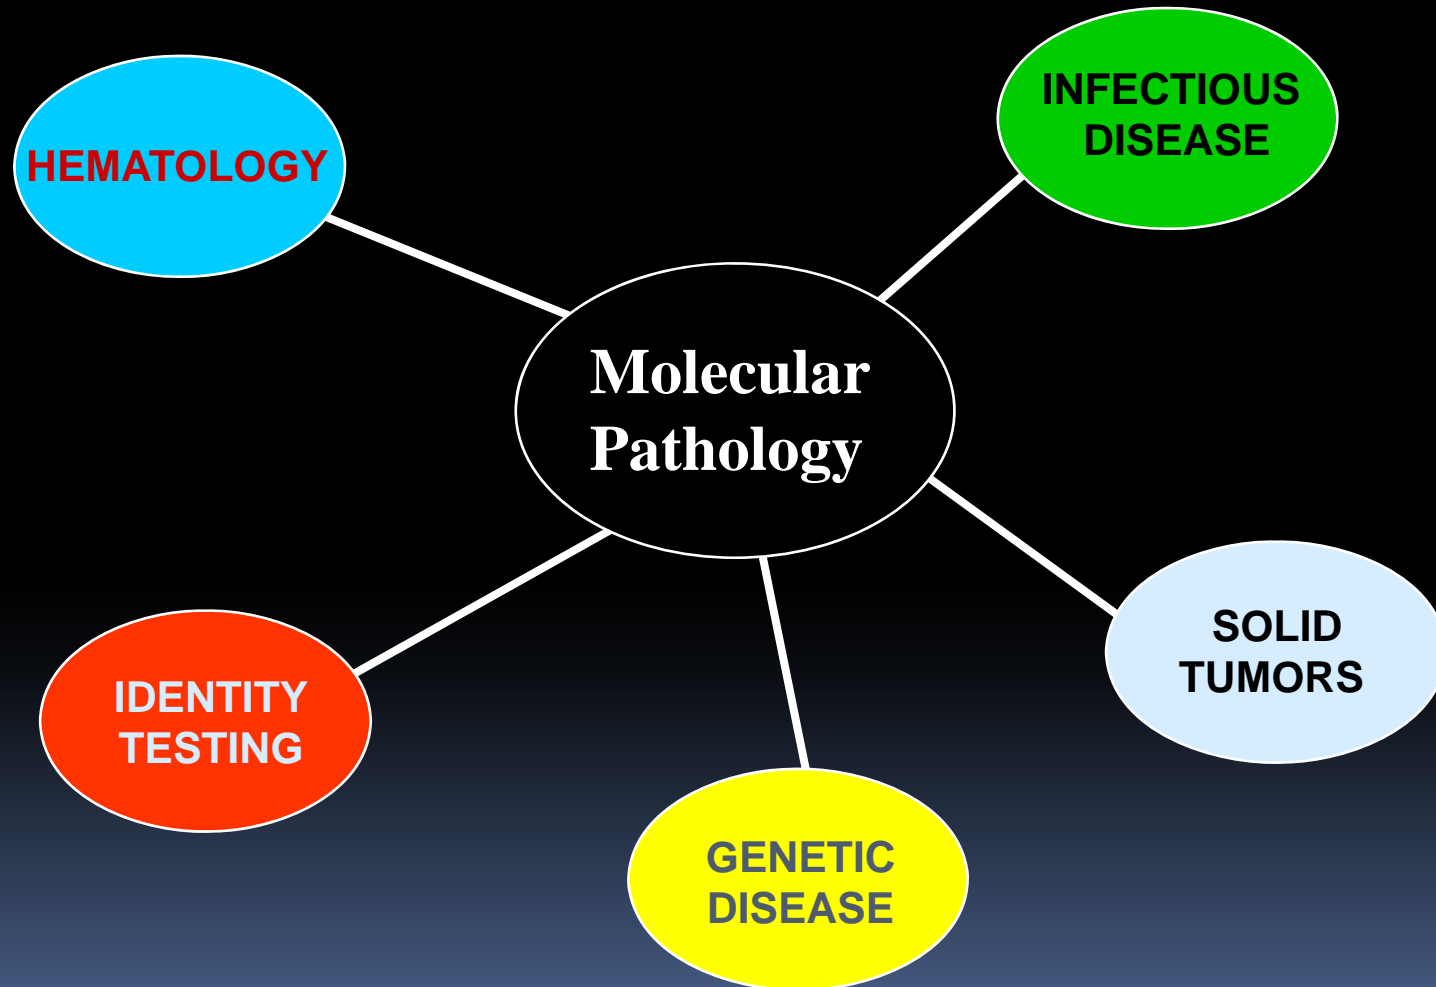 INFECTIOUS
DISEASE
HEMATOLOGY
Molecular
Pathology
SOLID
TUMORS
IDENTITY
TESTING
GENETIC
DISEASE